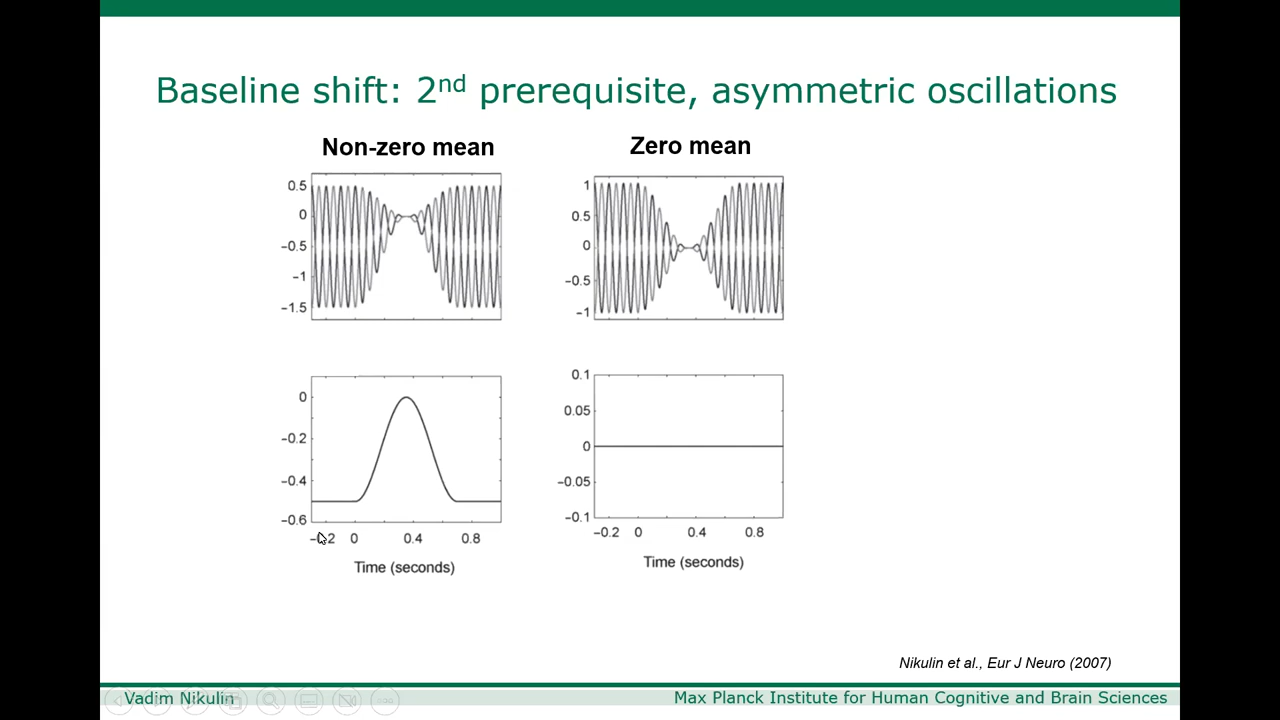 Baseline shift: 2nd prerequisite, asymmetric oscillations
Non-zero mean
Zero mean
0.5
0
−0.5
−1
−1.5
1
0.5
0
−0.5
−1
0
−0.2
−0.4
−0.6
−0.2 0 0.4 0.8
Time (seconds)
0.1
0.05
0
−0.05
−0.1
−0.2 0 0.4 0.8
Time (seconds)
Nikulin et al., Eur J Neuro (2007)
Vadim Nikulin
Max Planck Institute for Human Cognitive and Brain Sciences